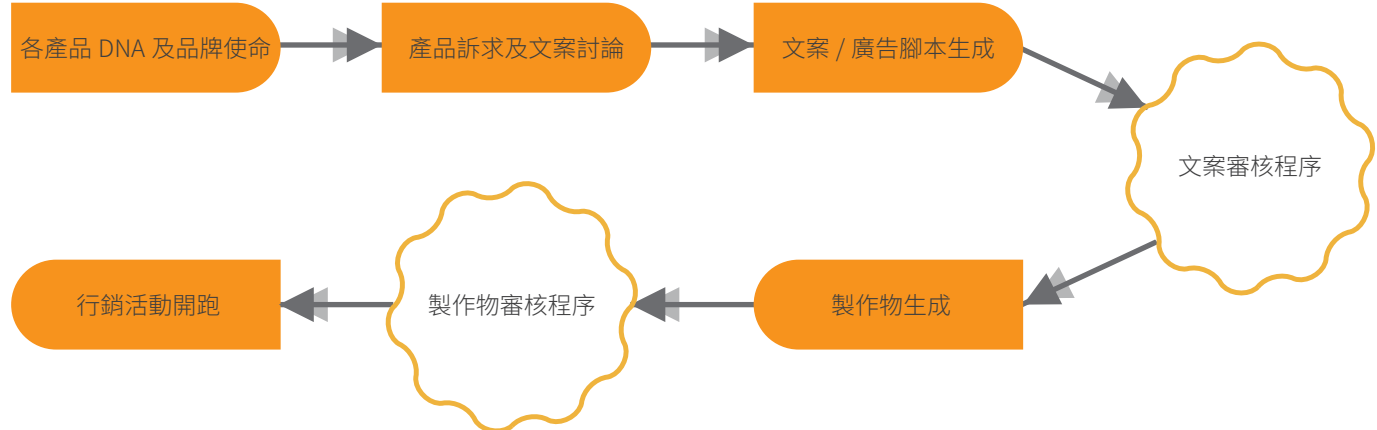 各產品 DNA 及品牌使命
產品訴求及文案討論
文案 / 廣告腳本生成
文案審核程序
製作物生成
製作物審核程序
行銷活動開跑